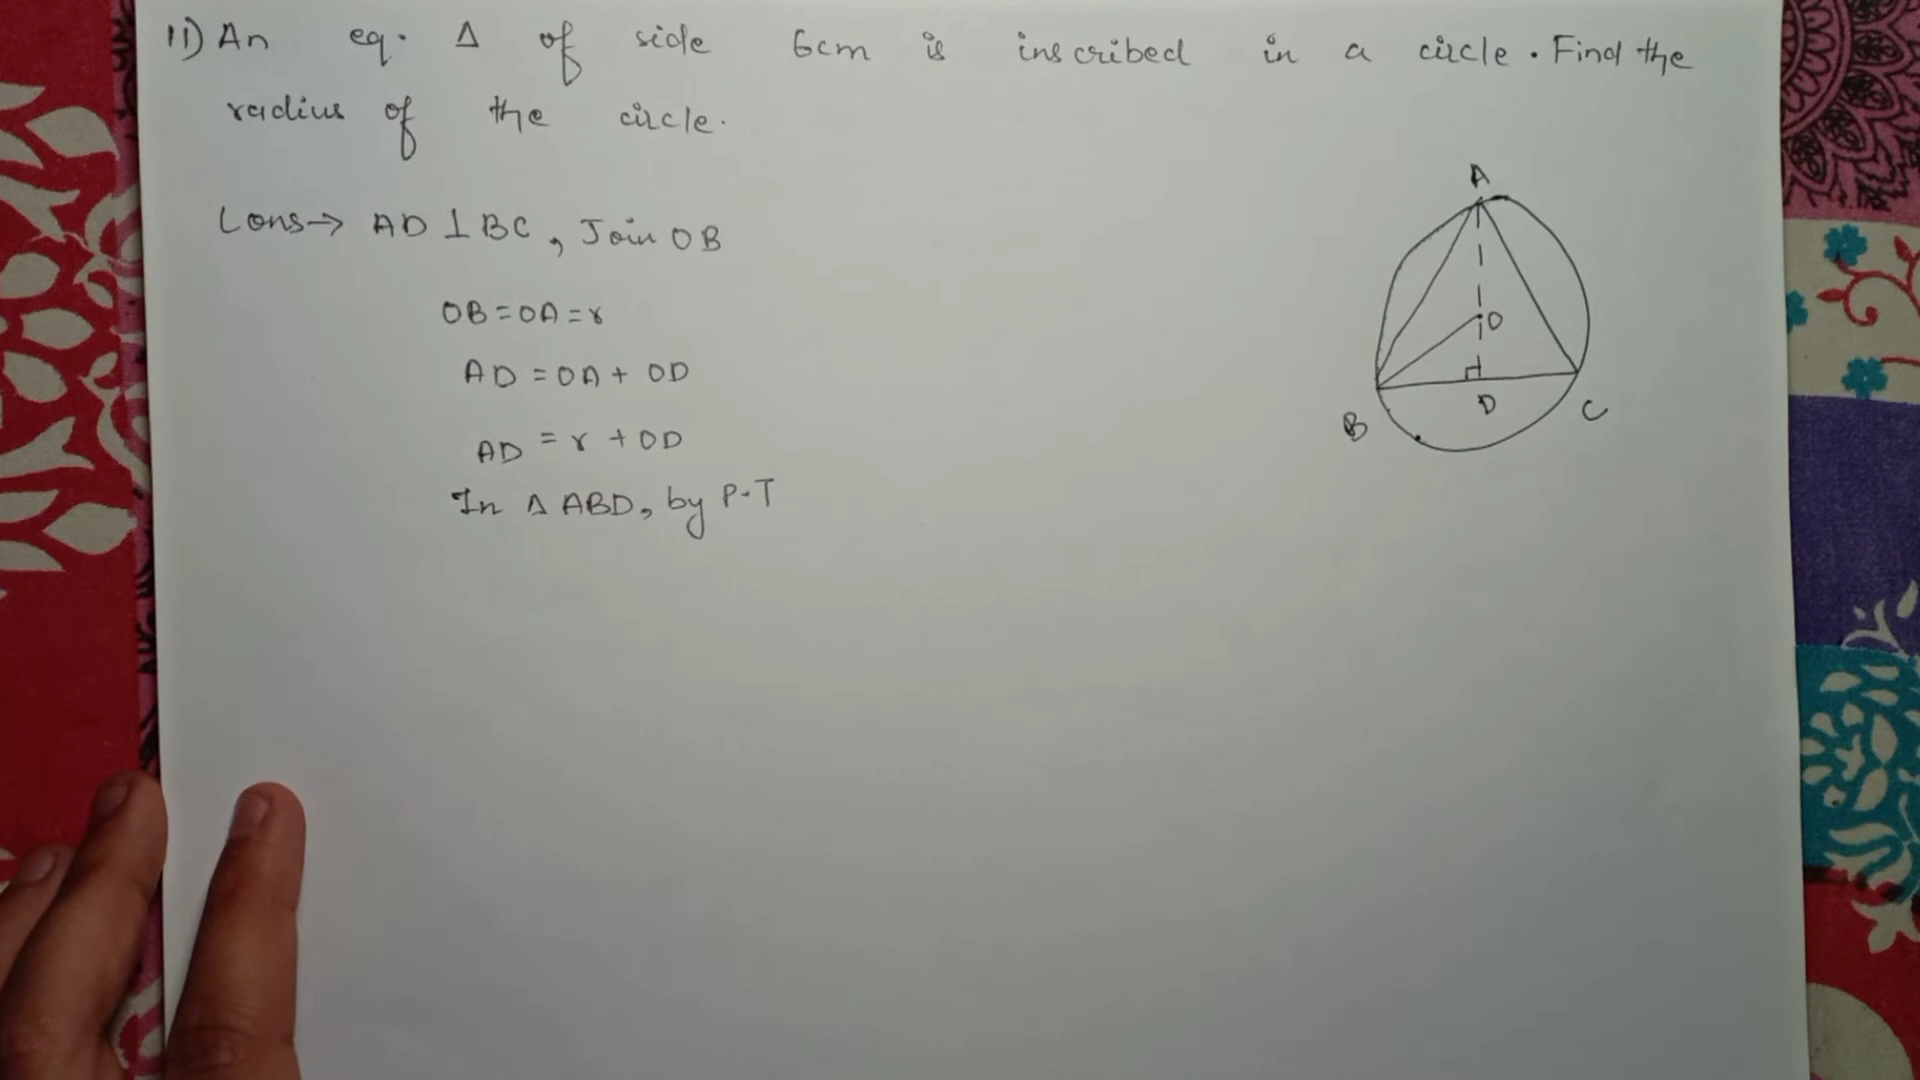 11) An eq. Δ of side 6cm is inscribed in a circle. Find the
radius of the circle.
Cons→ AD ⊥ BC, Join OB
OB = OA = r
AD = OA + OD
AD = r + OD
In Δ ABD, by P.T
A
O
B
D
C